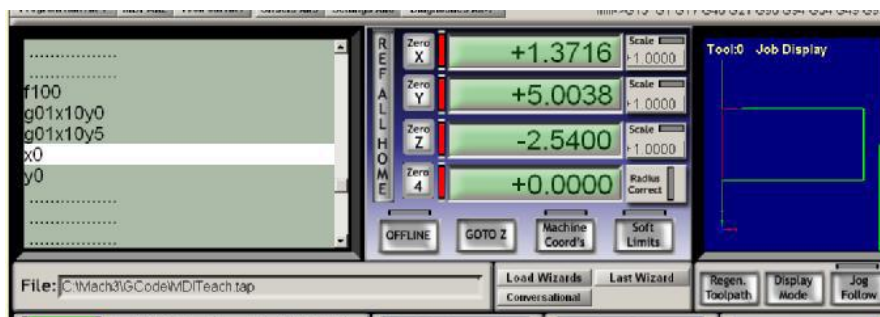 f100
g01x10y0
g01x10y5
x0
y0
REF ALL HOME
Zero X +1.3716 Scale +1.0000
Zero Y +5.0038 Scale +1.0000
Zero Z -2.5400 Scale +1.0000
Zero 4 +0.0000 Radius Correct
OFFLINE GOTO Z Machine Coord's Soft Limits
Tool:0 Job Display
File: C:\Mach3\GCode\MDITeach.tap
Load Wizards Last Wizard
Conversational
Regen. Toolpath Display Mode Jog Follow